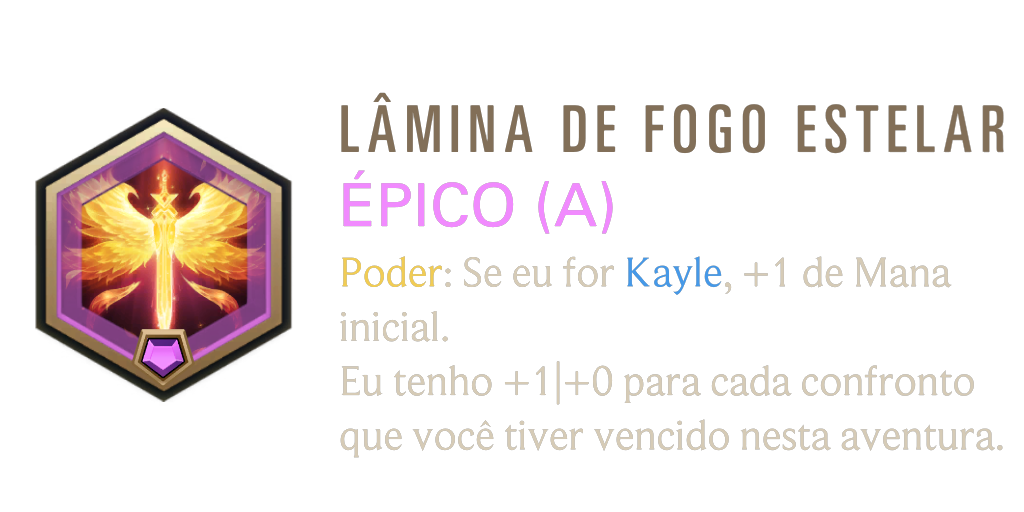 LÂMINA DE FOGO ESTELAR
ÉPICO (A)
Poder: Se eu for Kayle, +1 de Mana
inicial.
Eu tenho +1|+0 para cada confronto
que você tiver vencido nesta aventura.